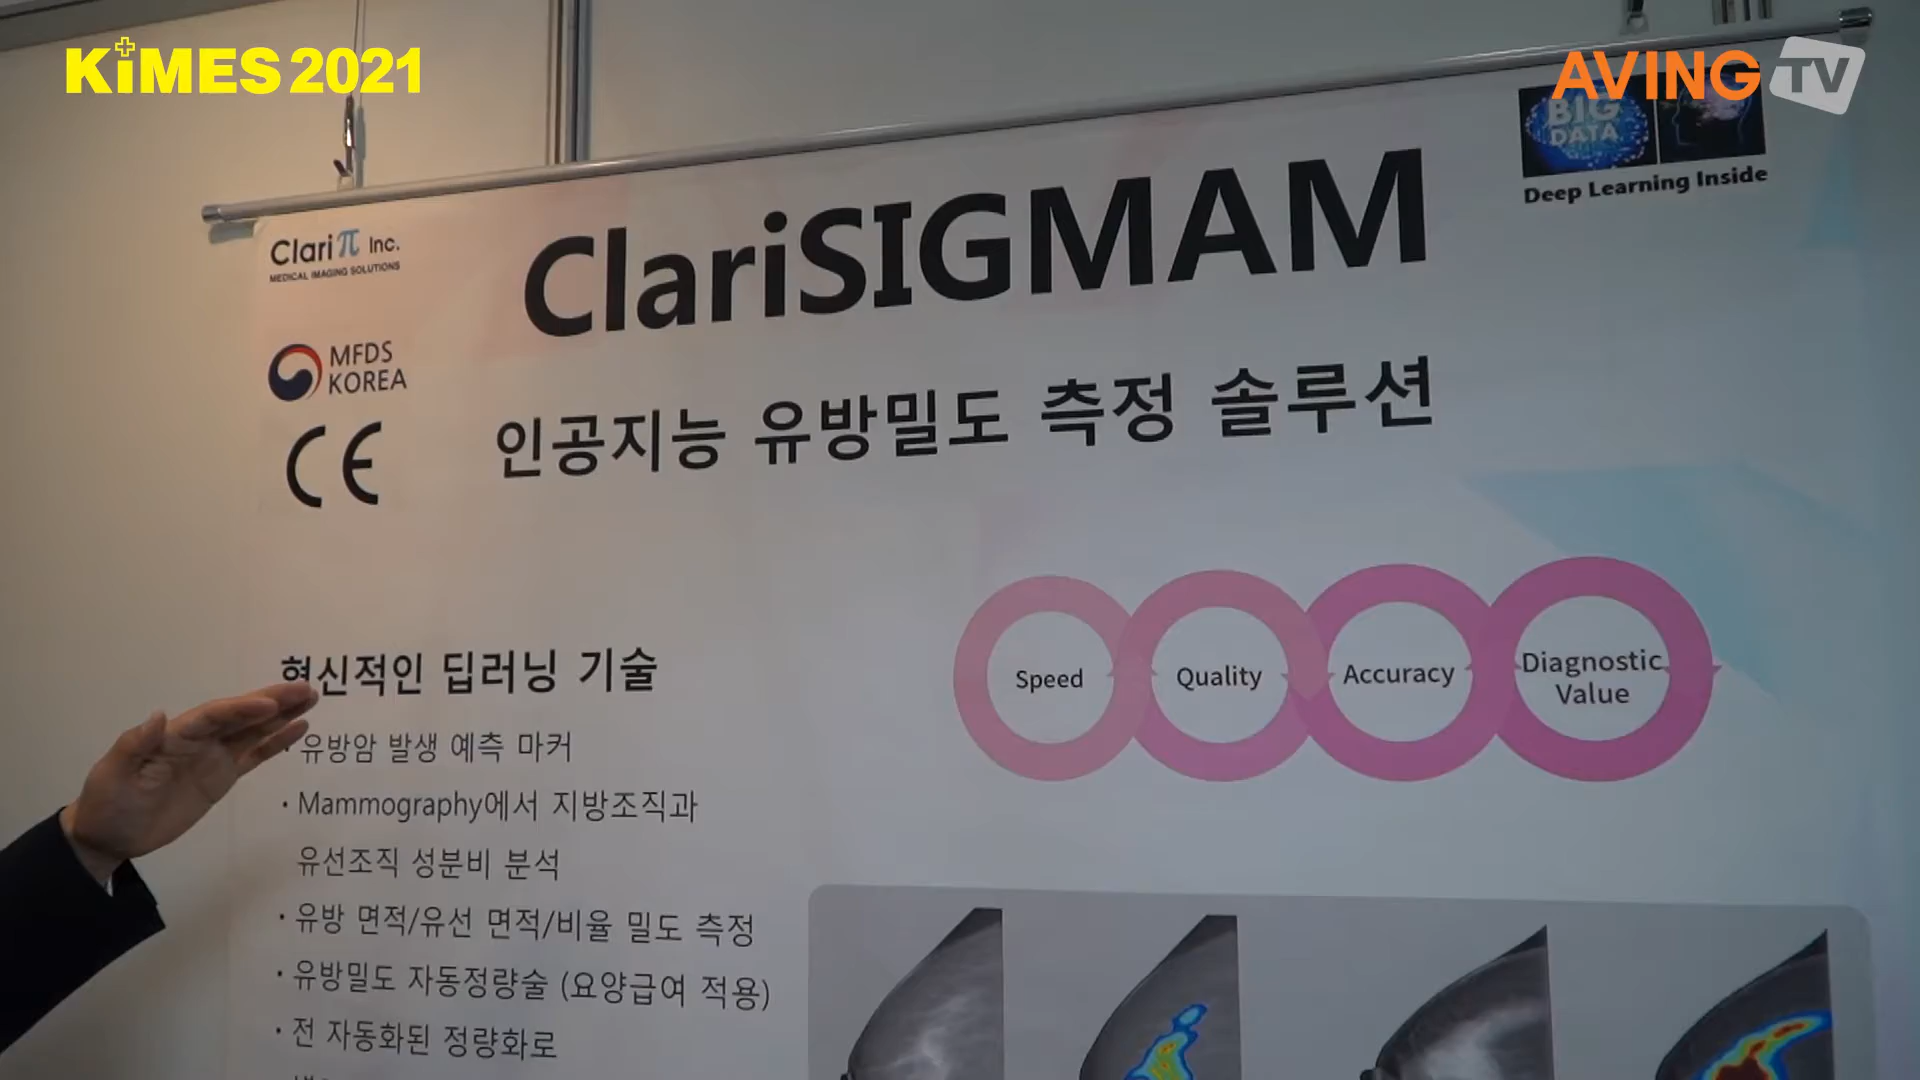 KiMES 2021
AVING TV
BIG
DATA
Deep Learning Inside
Clariπ Inc.
MEDICAL IMAGING SOLUTIONS
ClariSIGMAM
MFDS
KOREA
CE
인공지능 유방밀도 측정 솔루션
Speed
Quality
Accuracy
Diagnostic
Value
혁신적인 딥러닝 기술
· 유방암 발생 예측 마커
· Mammography에서 지방조직과
유선조직 성분비 분석
· 유방 면적/유선 면적/비율 밀도 측정
· 유방밀도 자동정량술 (요양급여 적용)
· 전 자동화된 정량화로